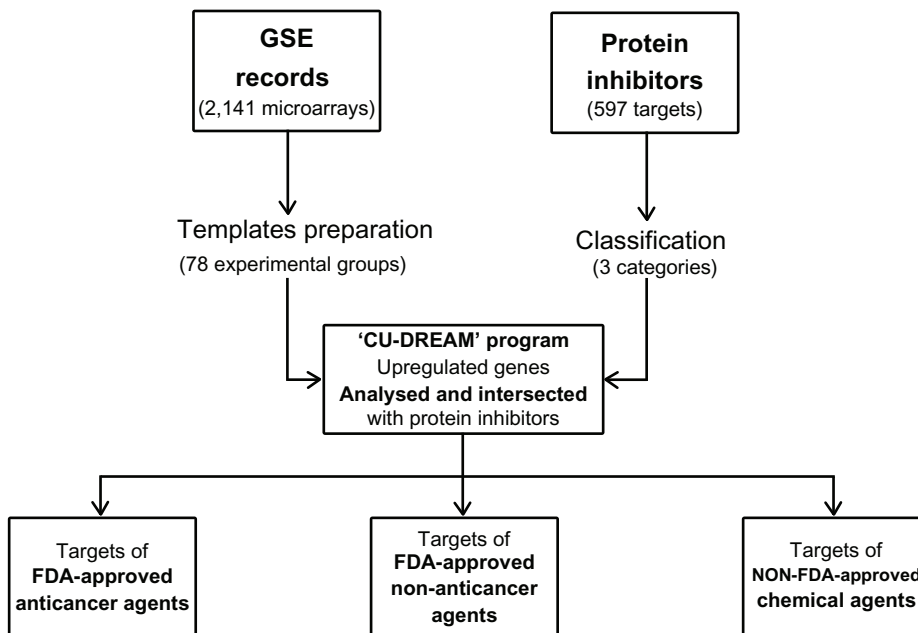 GSE
records
(2,141 microarrays)
Protein
inhibitors
(597 targets)
Templates preparation
(78 experimental groups)
Classification
(3 categories)
‘CU-DREAM’ program
Upregulated genes
Analysed and intersected
with protein inhibitors
Targets of
FDA-approved
anticancer agents
Targets of
FDA-approved
non-anticancer
agents
Targets of
NON-FDA-approved
chemical agents